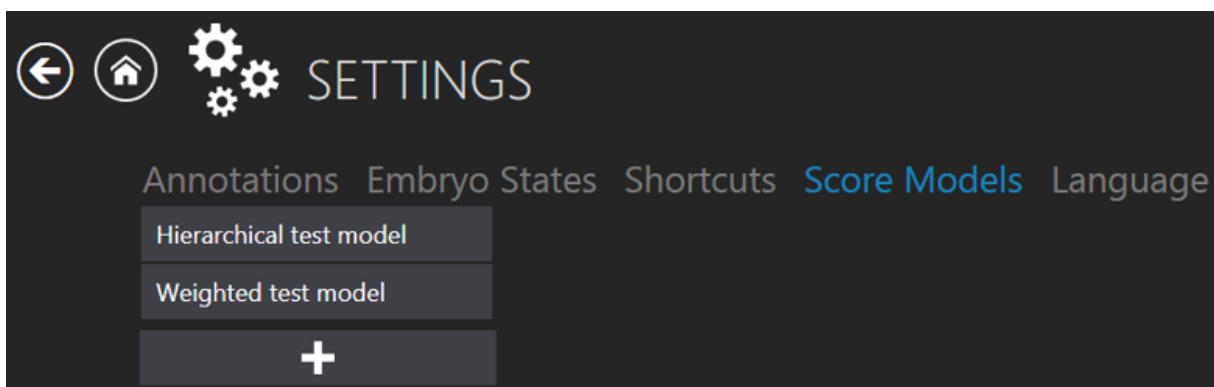 SETTINGS
Annotations Embryo States Shortcuts Score Models Language
Hierarchical test model
Weighted test model